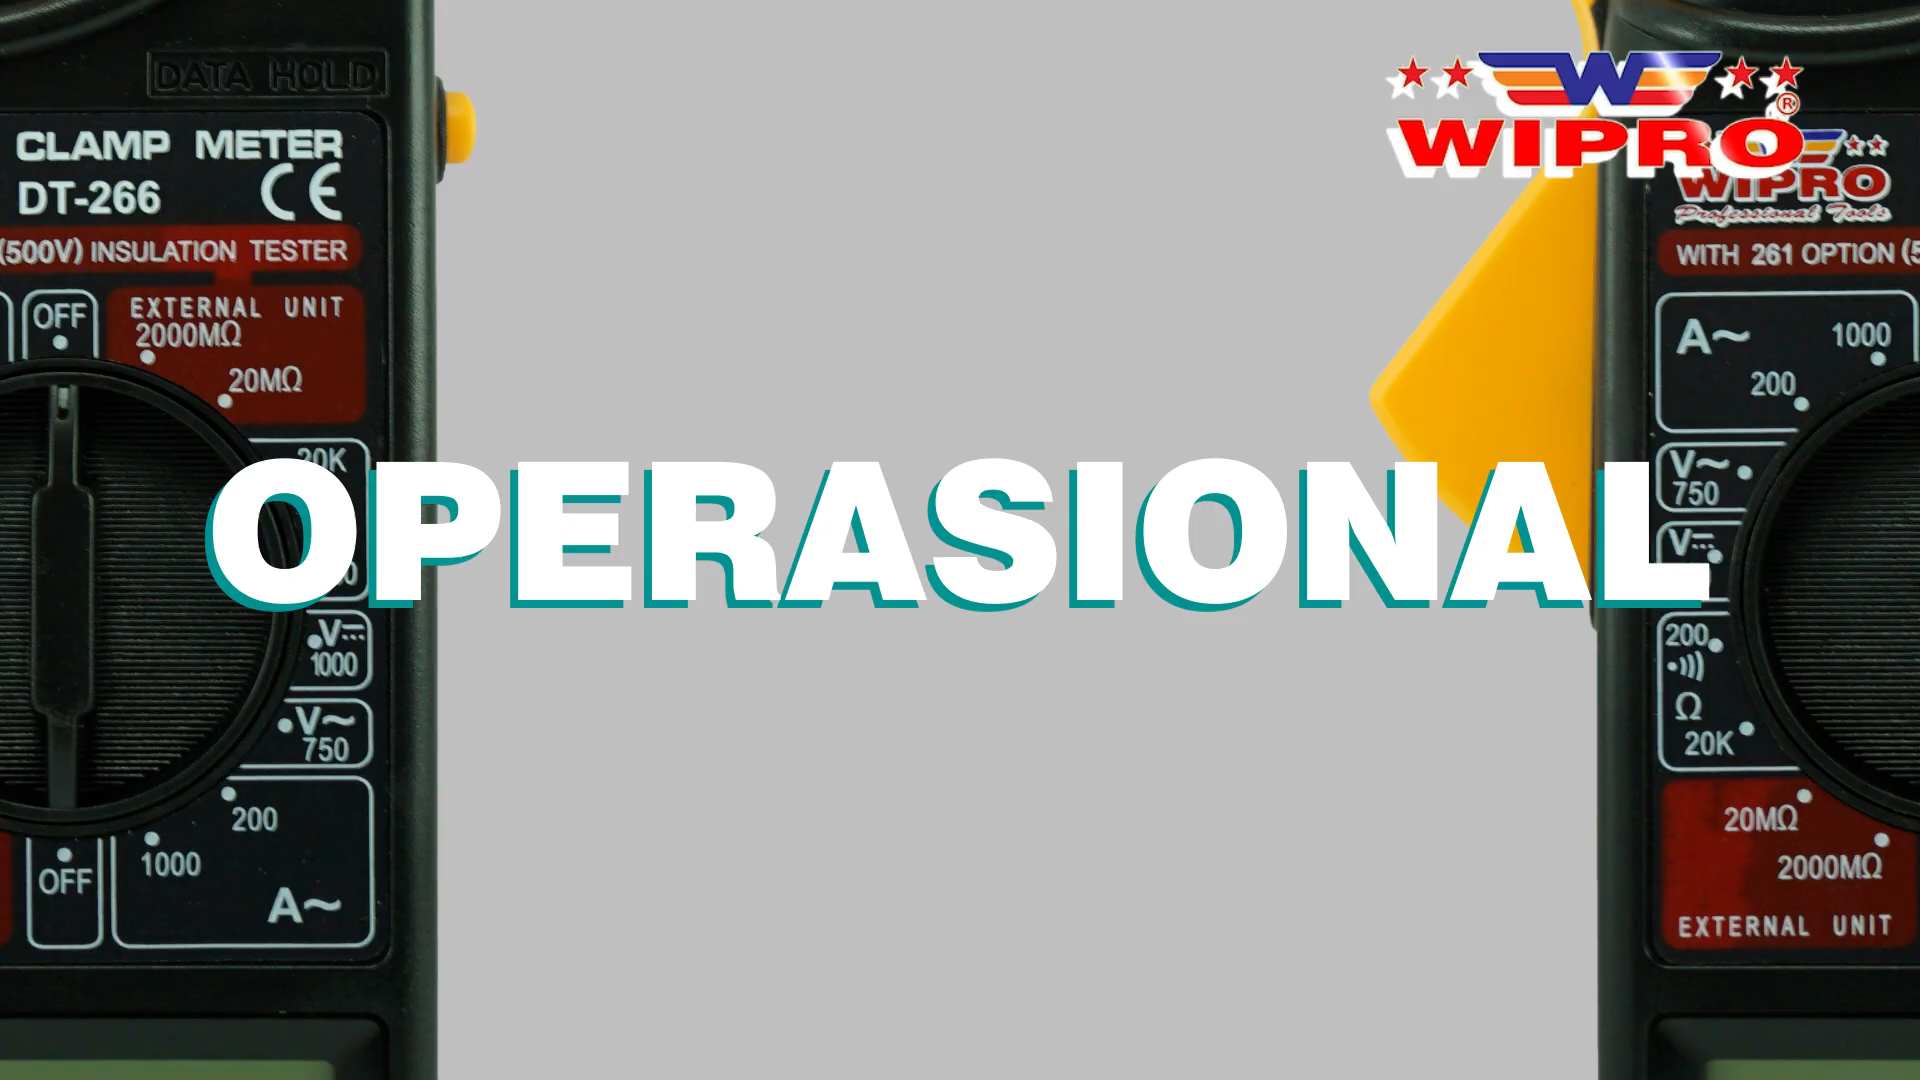 DATA HOLD
CLAMP METER
DT-266 CE
(500V) INSULATION TESTER
OFF
EXTERNAL UNIT
2000MΩ
20MΩ
20K
V
1000
V~
750
200
1000
OFF
A~
OPERASIONAL
WIPRO®
WIPRO
Professional Tools
WITH 261 OPTION (5
A~
1000
200
V~
750
V
200
Ω
20K
20MΩ
2000MΩ
EXTERNAL UNIT